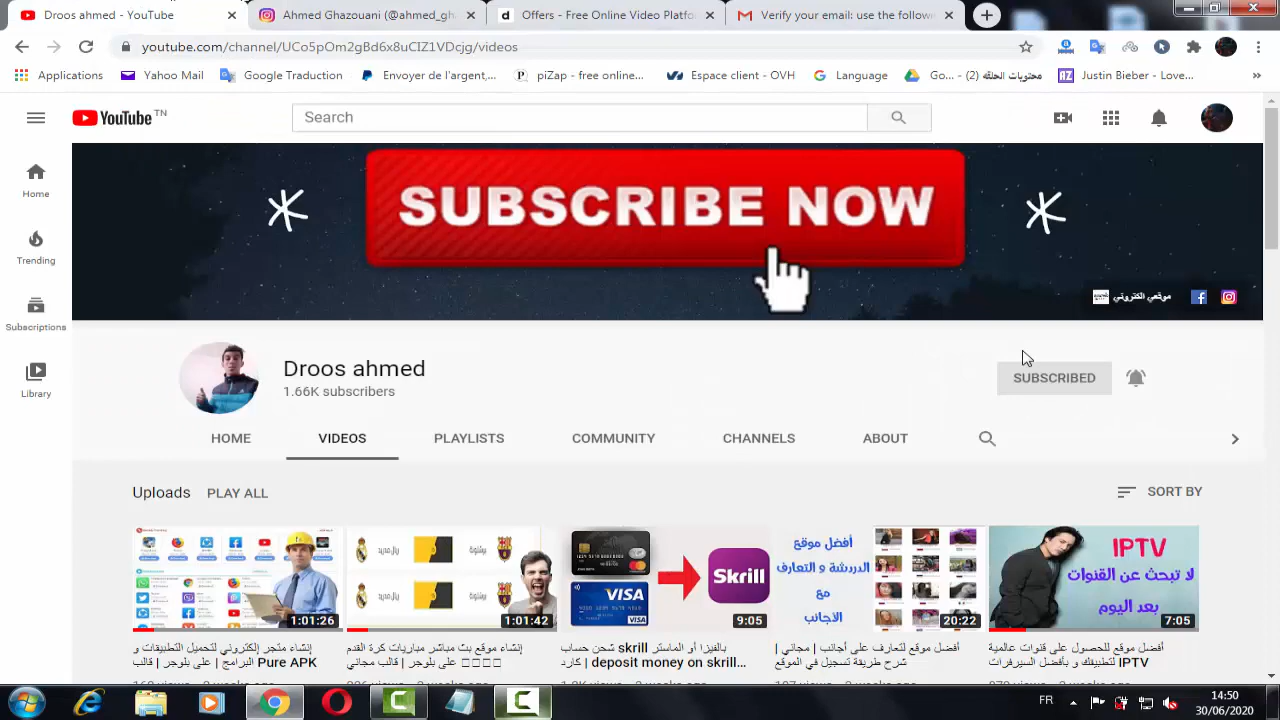 Droos ahmed - YouTube
Ahmed Ghazouani (@ahmed_gh
Offers - Free Online Video Platfo
Verify your email: use the follow
youtube.com/channel/UCo5pOm2gBd6x8uCIZ1VDcjg/videos
Applications
Yahoo Mail
Google Traduction
Envoyer de l'argent,...
piZap - free online...
Espace client - OVH
Language
Go... (2) محتويات الحلقه
Justin Bieber - Love...
YouTube TN
Search
SUBSCRIBE NOW
موقعي الكتروني
Home
Trending
Subscriptions
Library
Droos ahmed
1.66K subscribers
SUBSCRIBED
HOME
VIDEOS
PLAYLISTS
COMMUNITY
CHANNELS
ABOUT
Uploads
PLAY ALL
SORT BY
1:01:26
1:01:42
Skrill
VISA
9:05
أفضل موقع
الدردشة و التعارف
مع
الاجانب
20:22
IPTV
لا تبحث عن القنوات
بعد اليوم
7:05
إنشاء متجر إلكتروني لتحميل التطبيقات و
البرامج | على بلوجر | قالب Pure APK
إنشاء موقع بث مباشر مباريات كرة القدم
على بلوجر | قالب مجاني
شحن حساب skrill بالفيزا أو الماستر
كارد | deposit money on skrill...
أفضل موقع لتعارف على أجانب | مجاني |
شرح طريقة تسجيل في الموقع
أفضل موقع للحصول على قنوات عالمية
لتطبيقك و بأفضل السيرفرات IPTV
FR
14:50
30/06/2020